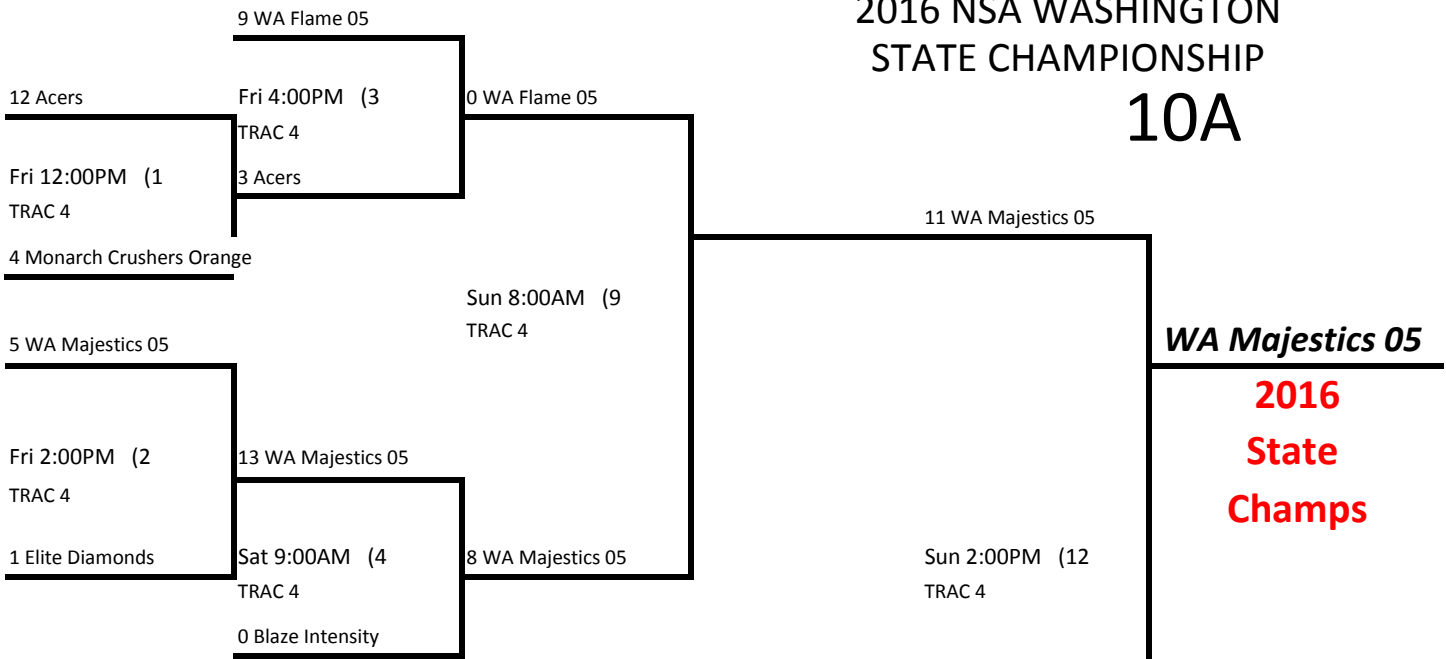 2016 NSA WASHINGTON
STATE CHAMPIONSHIP
10A
9 WA Flame 05
12 Acers
Fri 4:00PM (3
TRAC 4
0 WA Flame 05
Fri 12:00PM (1
TRAC 4
3 Acers
4 Monarch Crushers Orange
11 WA Majestics 05
Sun 8:00AM (9
TRAC 4
5 WA Majestics 05
WA Majestics 05
2016
State
Champs
Fri 2:00PM (2
TRAC 4
13 WA Majestics 05
1 Elite Diamonds
Sat 9:00AM (4
TRAC 4
8 WA Majestics 05
Sun 2:00PM (12
TRAC 4
0 Blaze Intensity